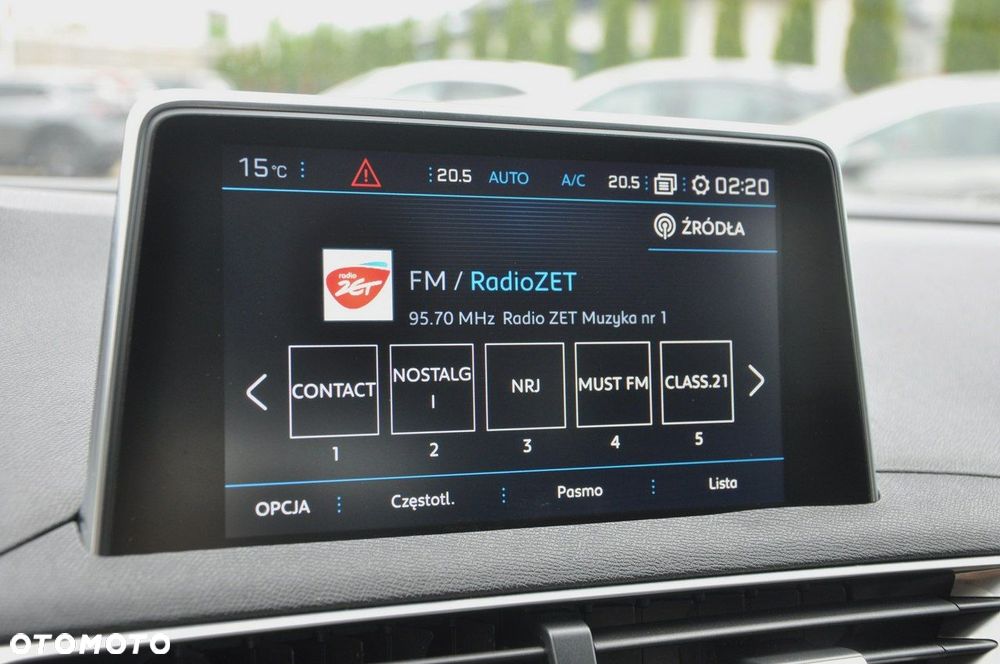 15°C 20.5 AUTO A/C 20.5 02:20
ŹRÓDŁA
radio
ZET
FM / RadioZET
95.70 MHz Radio ZET Muzyka nr 1
CONTACT NOSTALG NRJ MUST FM CLASS.21
I
1 2 3 4 5
OPCJA Częstotl. Pasmo Lista
OTOMOTO